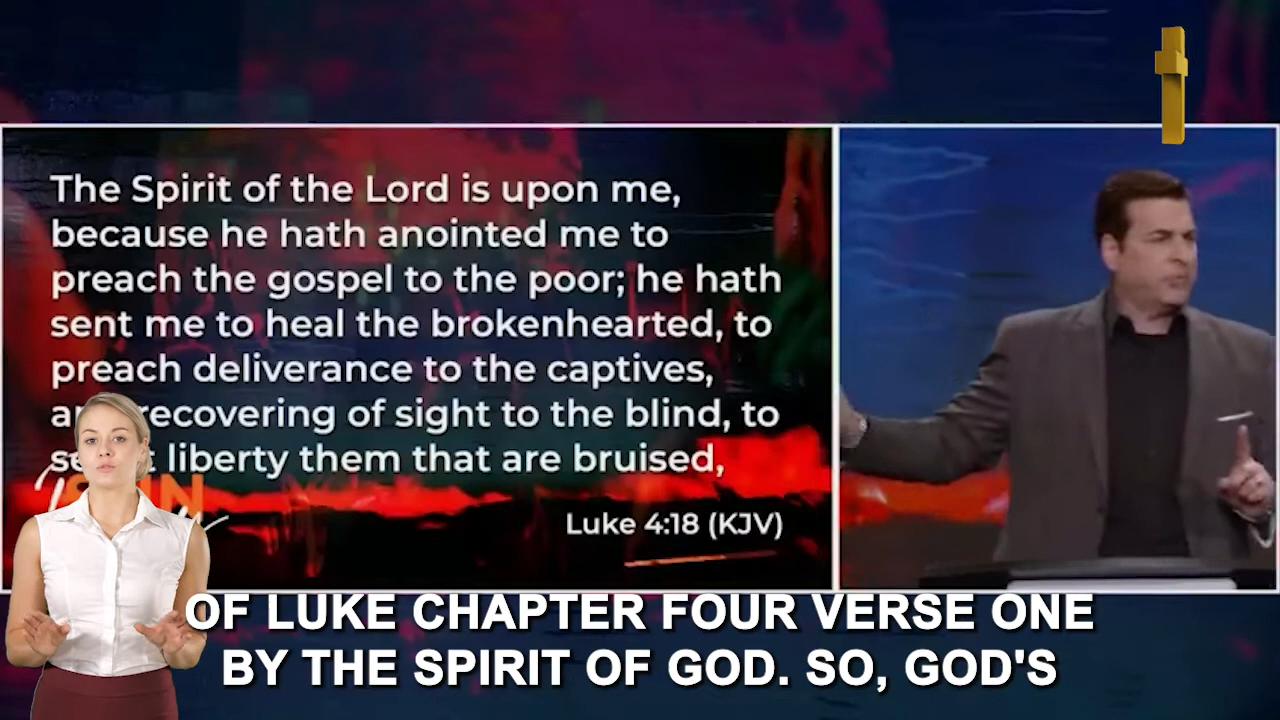 The Spirit of the Lord is upon me,
because he hath anointed me to
preach the gospel to the poor; he hath
sent me to heal the brokenhearted, to
preach deliverance to the captives,
recovering of sight to the blind, to
liberty them that are bruised,
Luke 4:18 (KJV)
OF LUKE CHAPTER FOUR VERSE ONE
BY THE SPIRIT OF GOD. SO, GOD'S